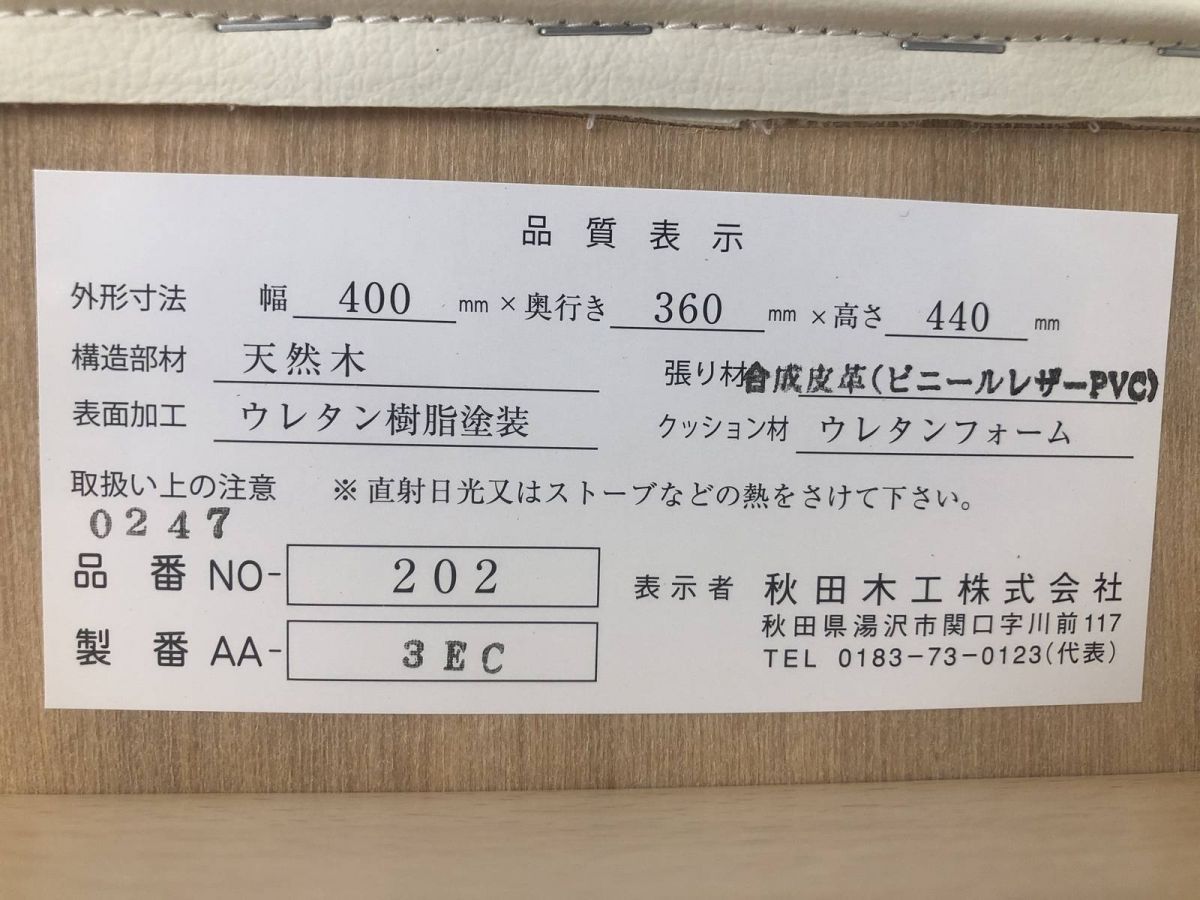 品質表示
外形寸法 幅 400 mm × 奥行き 360 mm × 高さ 440 mm
構造部材 天然木 張り材 合成皮革(ビニールレザーPVC)
表面加工 ウレタン樹脂塗装 クッション材 ウレタンフォーム
取扱い上の注意 ※直射日光又はストーブなどの熱をさけて下さい。
0247
品番 NO- 202
製番 AA- 3EC
表示者 秋田木工株式会社
秋田県湯沢市関口字川前117
TEL 0183-73-0123(代表)